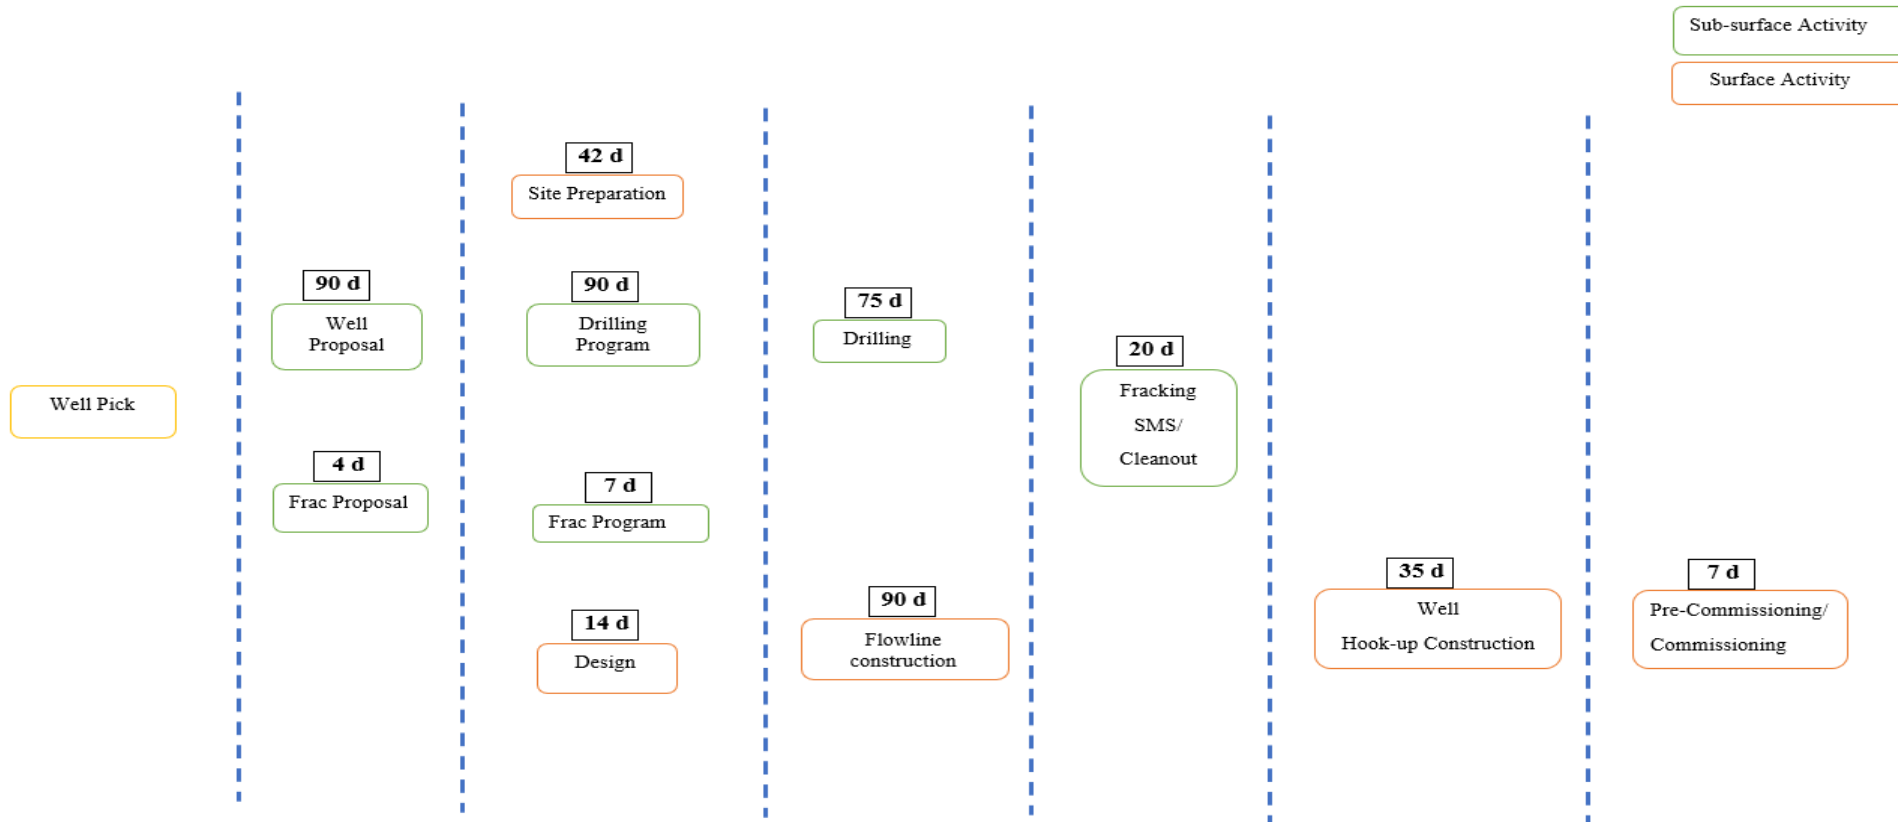 Sub-surface Activity
Surface Activity
Well Pick
90 d
Well
Proposal
4 d
Frac Proposal
42 d
Site Preparation
90 d
Drilling
Program
7 d
Frac Program
14 d
Design
75 d
Drilling
90 d
Flowline
construction
20 d
Fracking
SMS/
Cleanout
35 d
Well
Hook-up Construction
7 d
Pre-Commissioning/
Commissioning